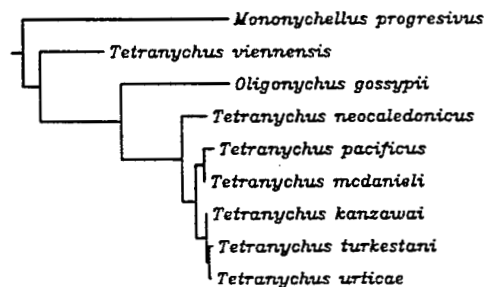 Mononychellus progresivus
Tetranychus viennensis
Oligonychus gossypii
Tetranychus neocaledonicus
Tetranychus pacificus
Tetranychus mcdanieli
Tetranychus kanzawai
Tetranychus turkestani
Tetranychus urticae